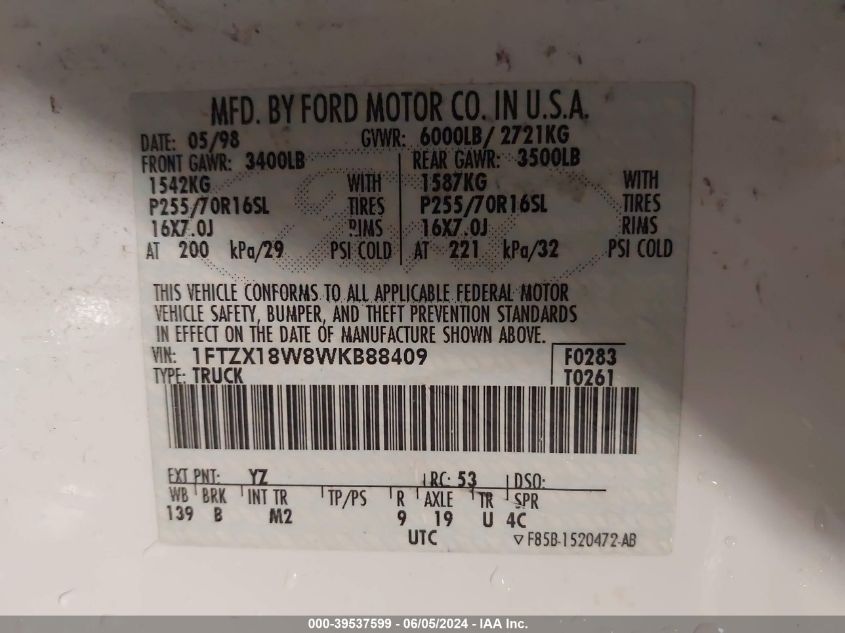 MFD. BY FORD MOTOR CO. IN U.S.A.
DATE: 05/98 GVWR: 6000LB/ 2721KG
FRONT GAWR: 3400LB REAR GAWR: 3500LB
1542KG WITH 1587KG WITH
P255/70R16SL TIRES P255/70R16SL TIRES
16X7.0J RIMS 16X7.0J RIMS
AT 200 kPa/29 PSI COLD AT 221 kPa/32 PSI COLD
THIS VEHICLE CONFORMS TO ALL APPLICABLE FEDERAL MOTOR
VEHICLE SAFETY, BUMPER, AND THEFT PREVENTION STANDARDS
IN EFFECT ON THE DATE OF MANUFACTURE SHOWN ABOVE.
VIN: 1FTZX18W8WKB88409 F0283
TYPE: TRUCK T0261
EXT PNT: YZ RC: 53 DSO:
WB BRK INT TR TP/PS R AXLE TR SPR
139 B M2 9 19 U 4C
UTC ▽ F85B-1520472-AB
000-39537599 - 06/05/2024 - IAA Inc.